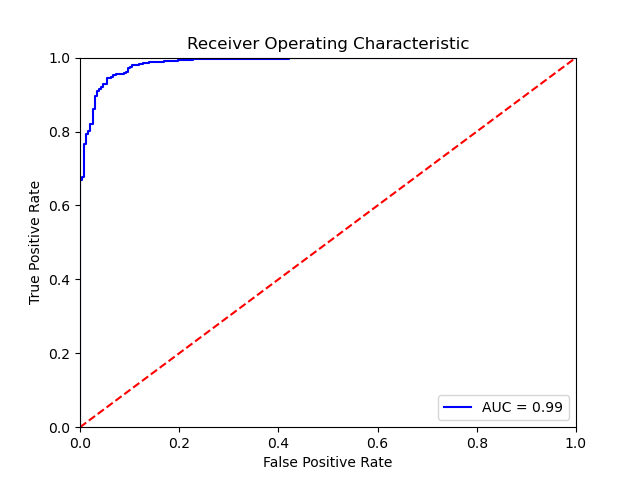 Receiver Operating Characteristic
1.0
0.8
0.6
0.4
0.2
0.0
True Positive Rate
AUC = 0.99
0.0 0.2 0.4 0.6 0.8 1.0
False Positive Rate